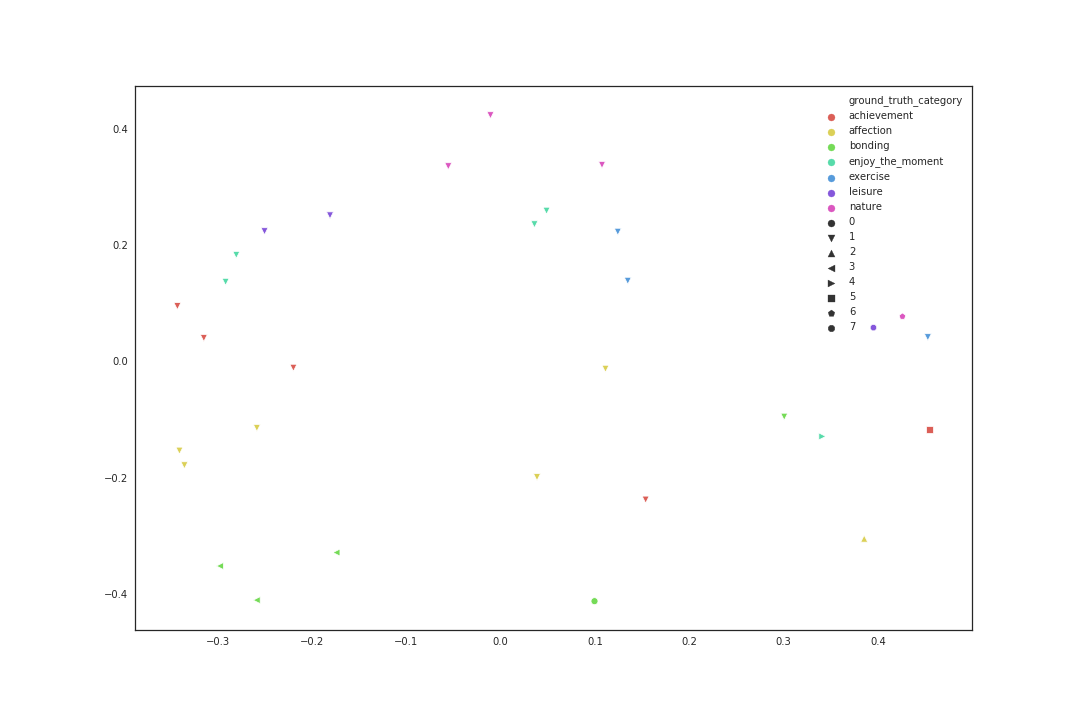 ground_truth_category
achievement
affection
bonding
enjoy_the_moment
exercise
leisure
nature
0
1
2
3
4
5
6
7
0.4
0.2
0.0
−0.2
−0.4
−0.3 −0.2 −0.1 0.0 0.1 0.2 0.3 0.4